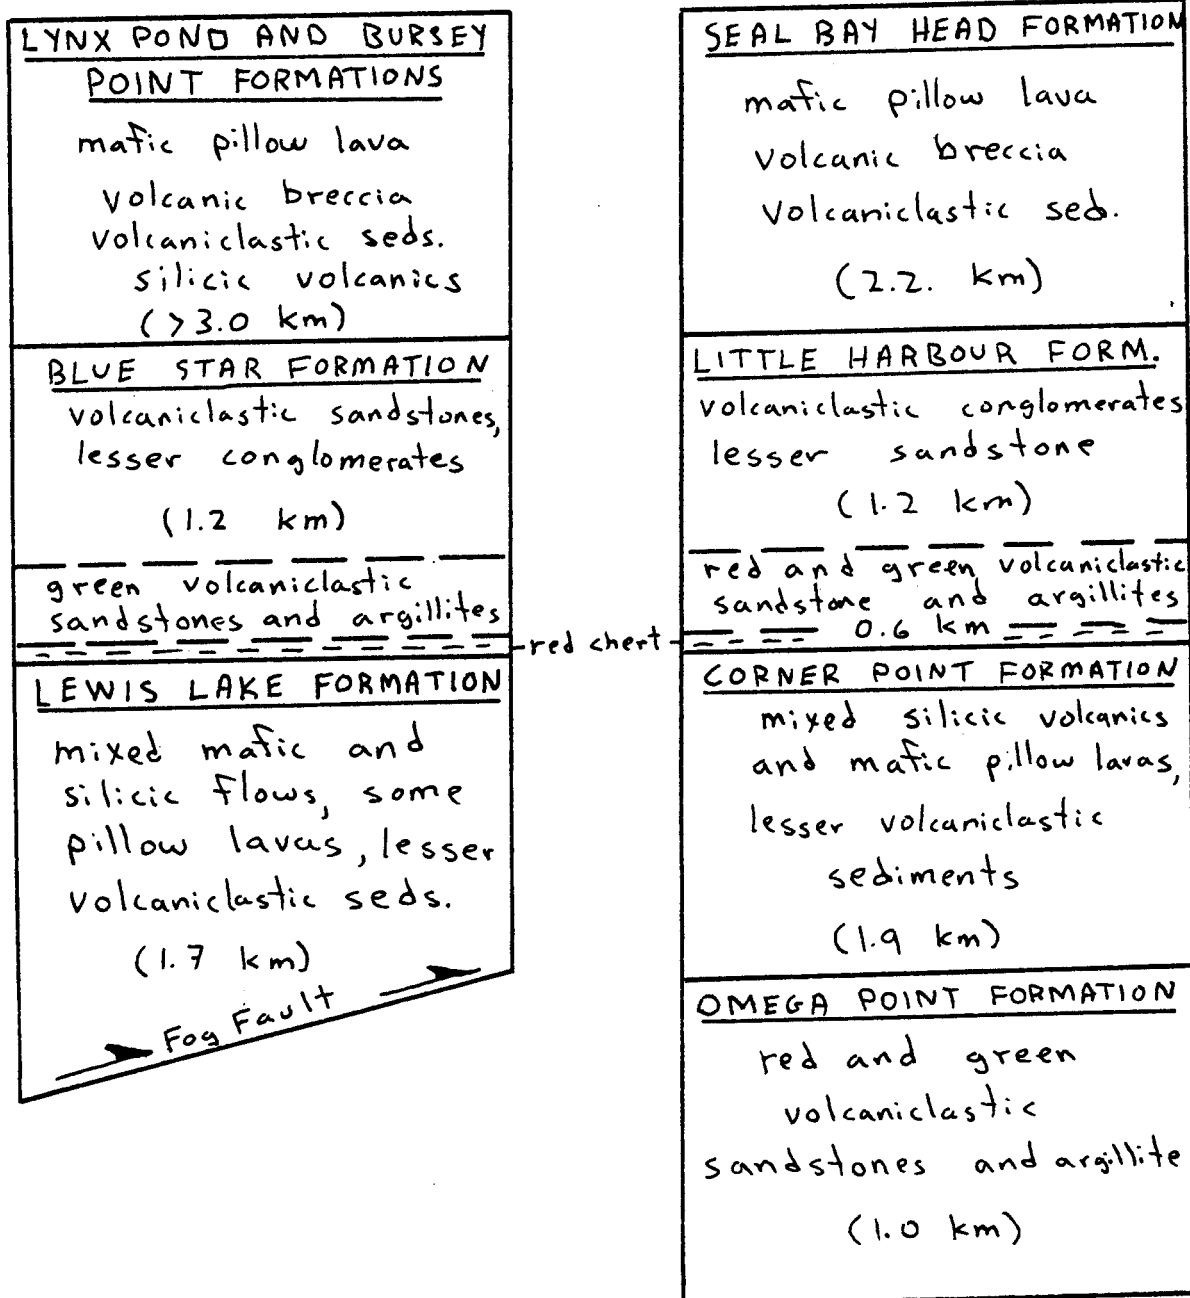 LYNX POND AND BURSEY
POINT FORMATIONS
mafic pillow lava
volcanic breccia
volcaniclastic seds.
silicic volcanics
(>3.0 km)
BLUE STAR FORMATION
volcaniclastic sandstones,
lesser conglomerates
(1.2 km)
green volcaniclastic
sandstones and argillites
LEWIS LAKE FORMATION
mixed mafic and
silicic flows, some
pillow lavas, lesser
volcaniclastic seds.
(1.7 km)
Fog Fault
red chert
SEAL BAY HEAD FORMATION
mafic pillow lava
volcanic breccia
volcaniclastic sed.
(2.2. km)
LITTLE HARBOUR FORM.
volcaniclastic conglomerates
lesser sandstone
(1.2 km)
red and green volcaniclastic
sandstone and argillites
0.6 km
CORNER POINT FORMATION
mixed silicic volcanics
and mafic pillow lavas,
lesser volcaniclastic
sediments
(1.9 km)
OMEGA POINT FORMATION
red and green
volcaniclastic
sandstones and argillite
(1.0 km)